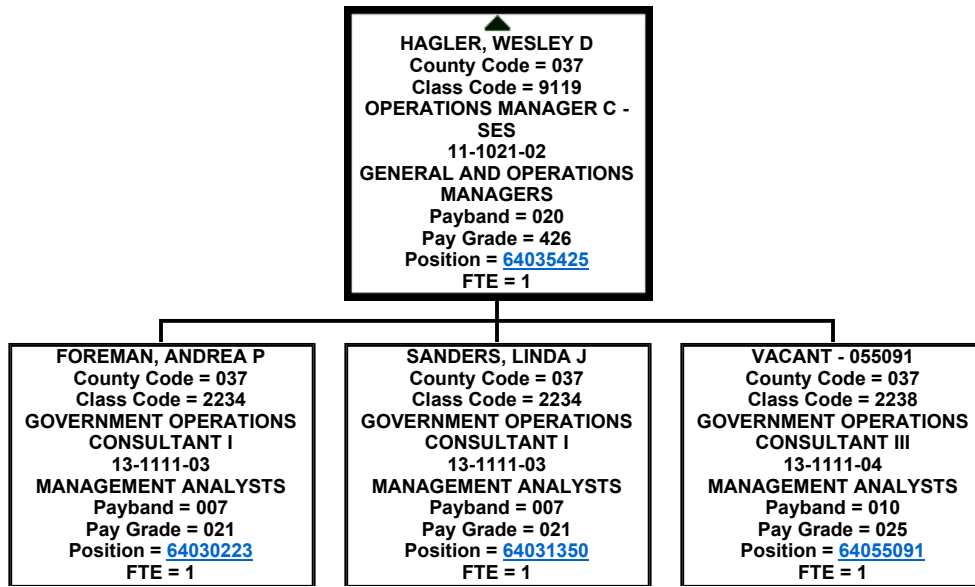 HAGLER, WESLEY D
County Code = 037
Class Code = 9119
OPERATIONS MANAGER C -
SES
11-1021-02
GENERAL AND OPERATIONS
MANAGERS
Payband = 020
Pay Grade = 426
Position = 64035425
FTE = 1
FOREMAN, ANDREA P
County Code = 037
Class Code = 2234
GOVERNMENT OPERATIONS
CONSULTANT I
13-1111-03
MANAGEMENT ANALYSTS
Payband = 007
Pay Grade = 021
Position = 64030223
FTE = 1
SANDERS, LINDA J
County Code = 037
Class Code = 2234
GOVERNMENT OPERATIONS
CONSULTANT I
13-1111-03
MANAGEMENT ANALYSTS
Payband = 007
Pay Grade = 021
Position = 64031350
FTE = 1
VACANT - 055091
County Code = 037
Class Code = 2238
GOVERNMENT OPERATIONS
CONSULTANT III
13-1111-04
MANAGEMENT ANALYSTS
Payband = 010
Pay Grade = 025
Position = 64055091
FTE = 1